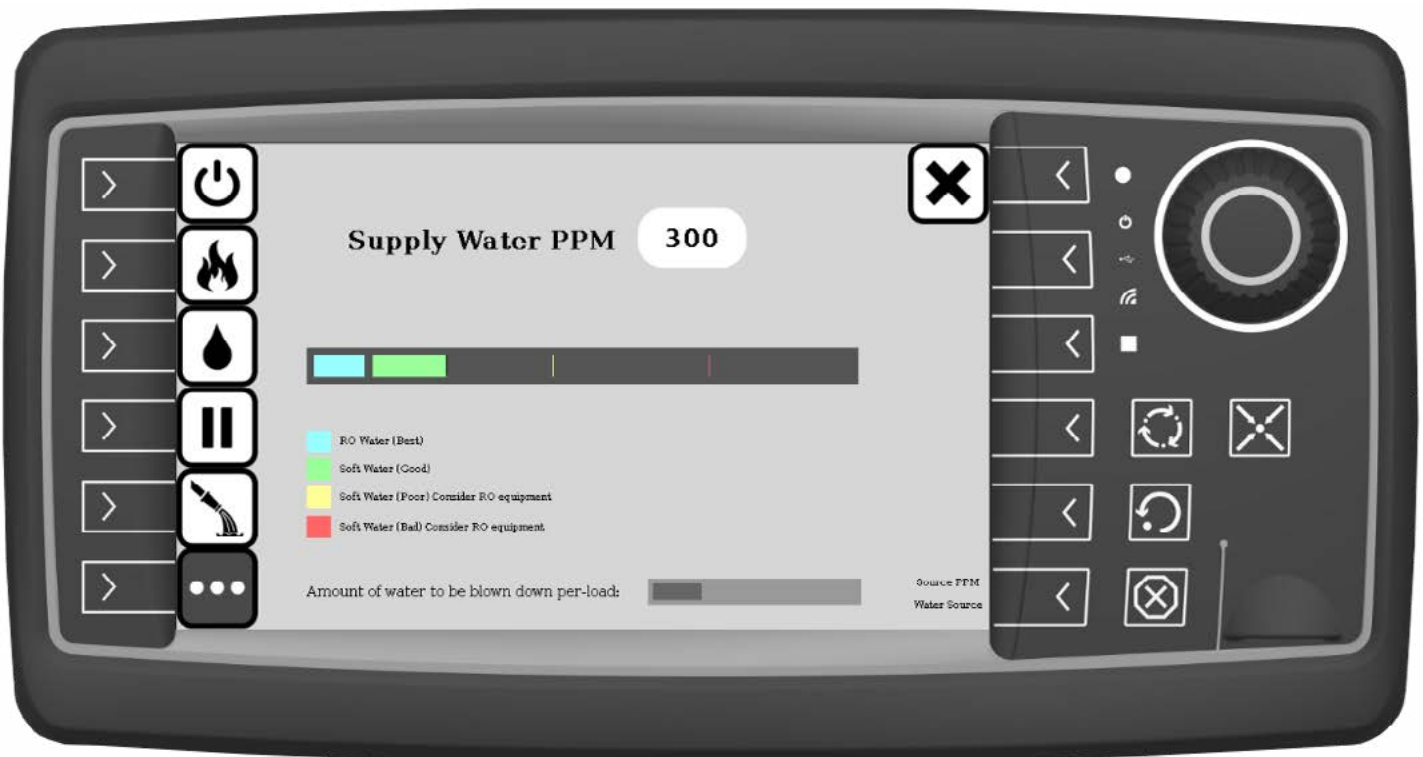 Supply Water PPM 300
RO Water (Best)
Soft Water (Good)
Soft Water (Poor) Consider RO equipment
Soft Water (Bad) Consider RO equipment
Amount of water to be blown down per-load:
Source PPM
Water Source